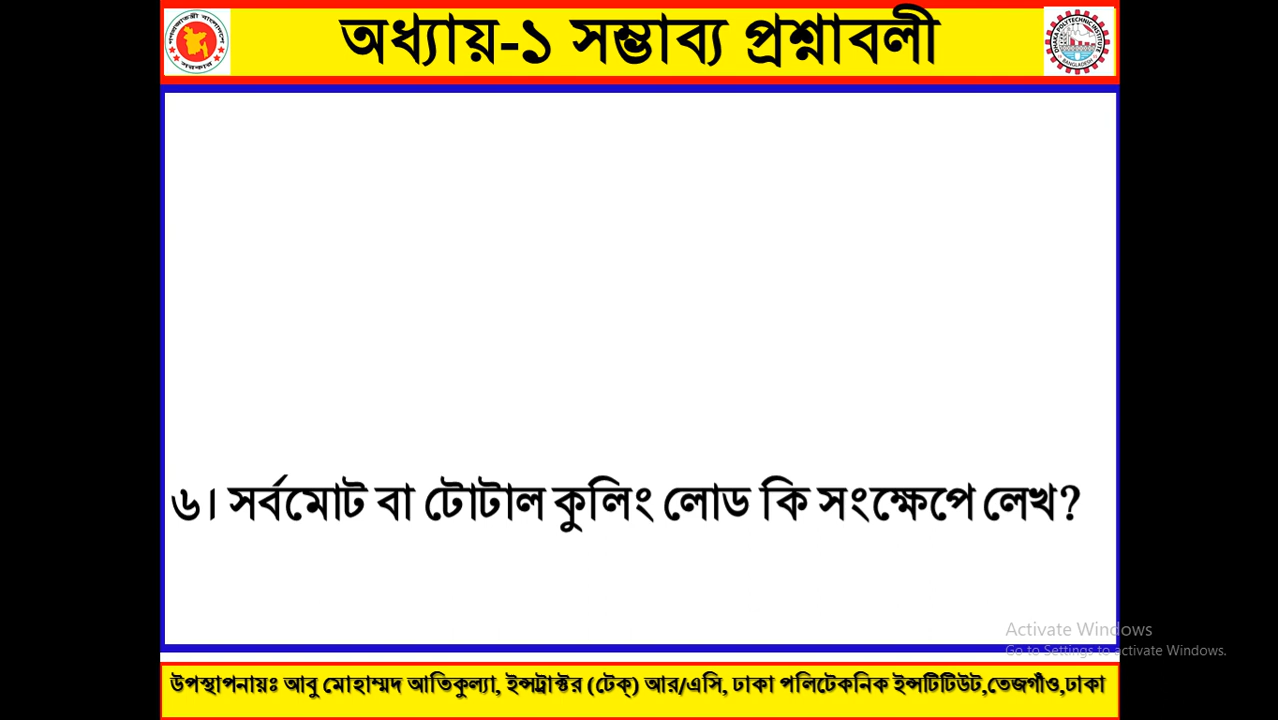 অধ্যায়-১ সম্ভাব্য প্রশ্নাবলী
৬। সর্বমোট বা টোটাল কুলিং লোড কি সংক্ষেপে লেখ?
Activate Windows
Go to Settings to activate Windows.
উপস্থাপনায়ঃ আবু মোহাম্মদ আতিকুল্যা, ইন্সট্রাক্টর (টেক্) আর/এসি, ঢাকা পলিটেকনিক ইন্সটিটিউট,তেজগাঁও,ঢাকা